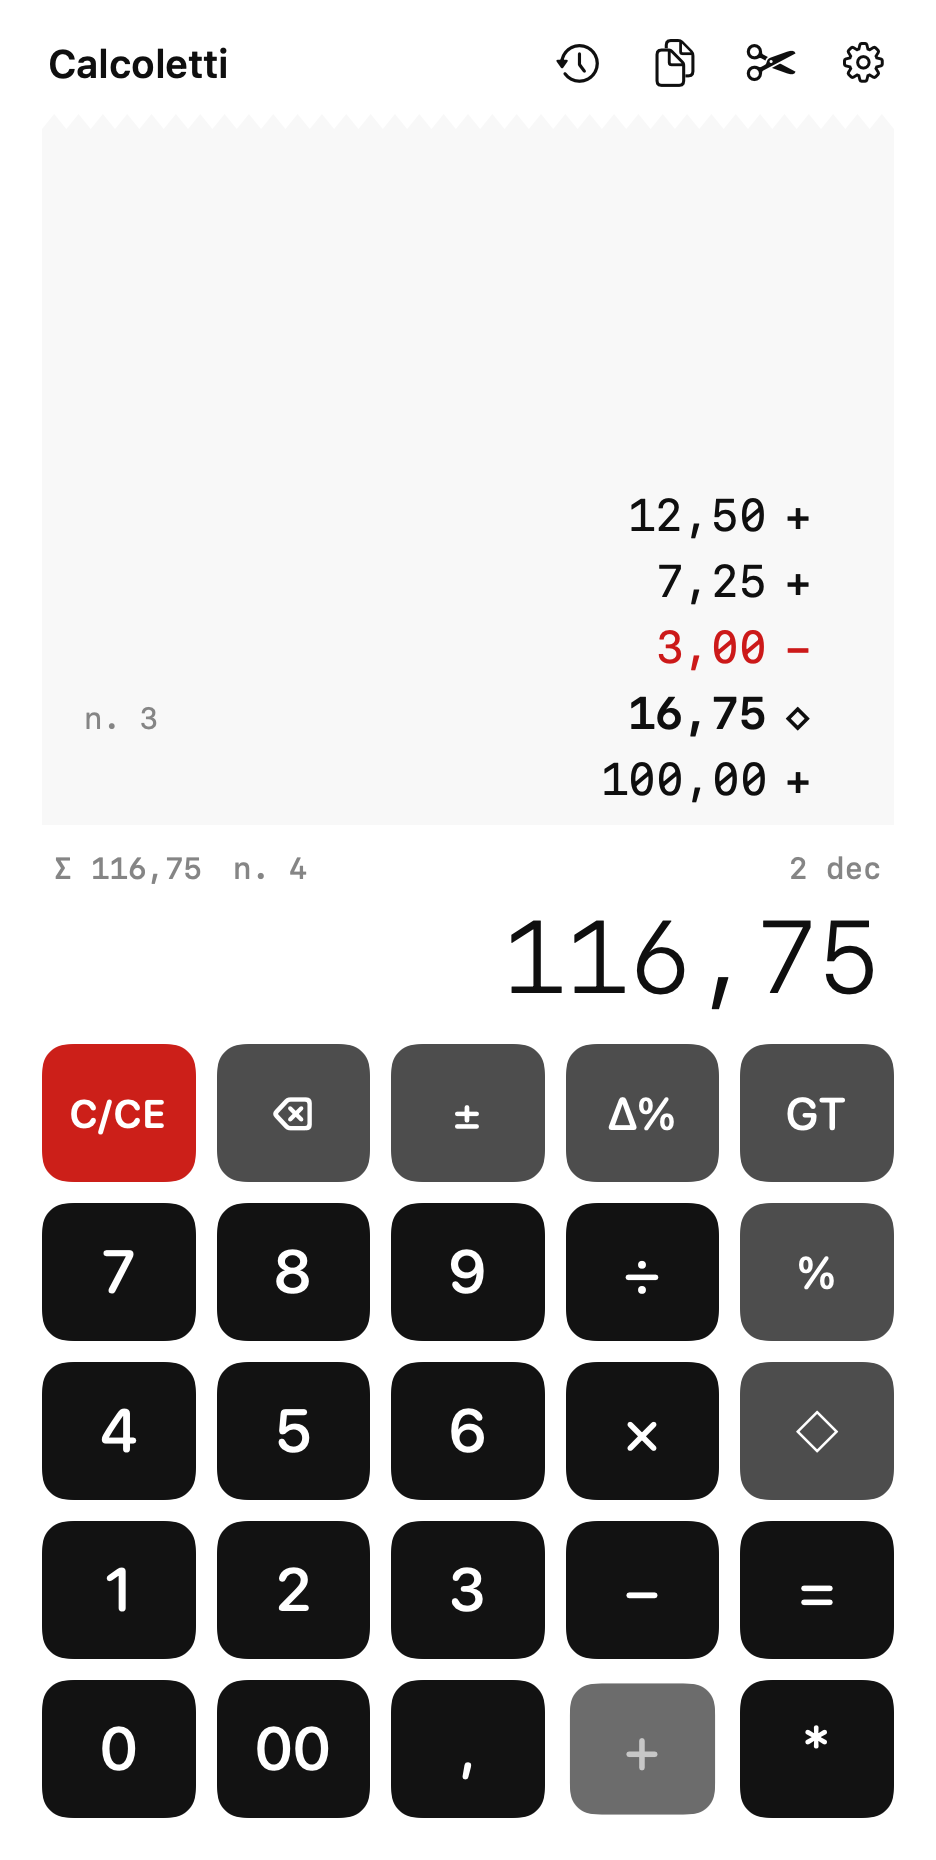 Calcoletti
12,50 +
7,25 +
3,00 −
n. 3 16,75 ◇
100,00 +
Σ 116,75 n. 4 2 dec
116,75
C/CE ± Δ% GT
7 8 9 ÷ %
4 5 6 × ◇
1 2 3 − =
0 00 , + *